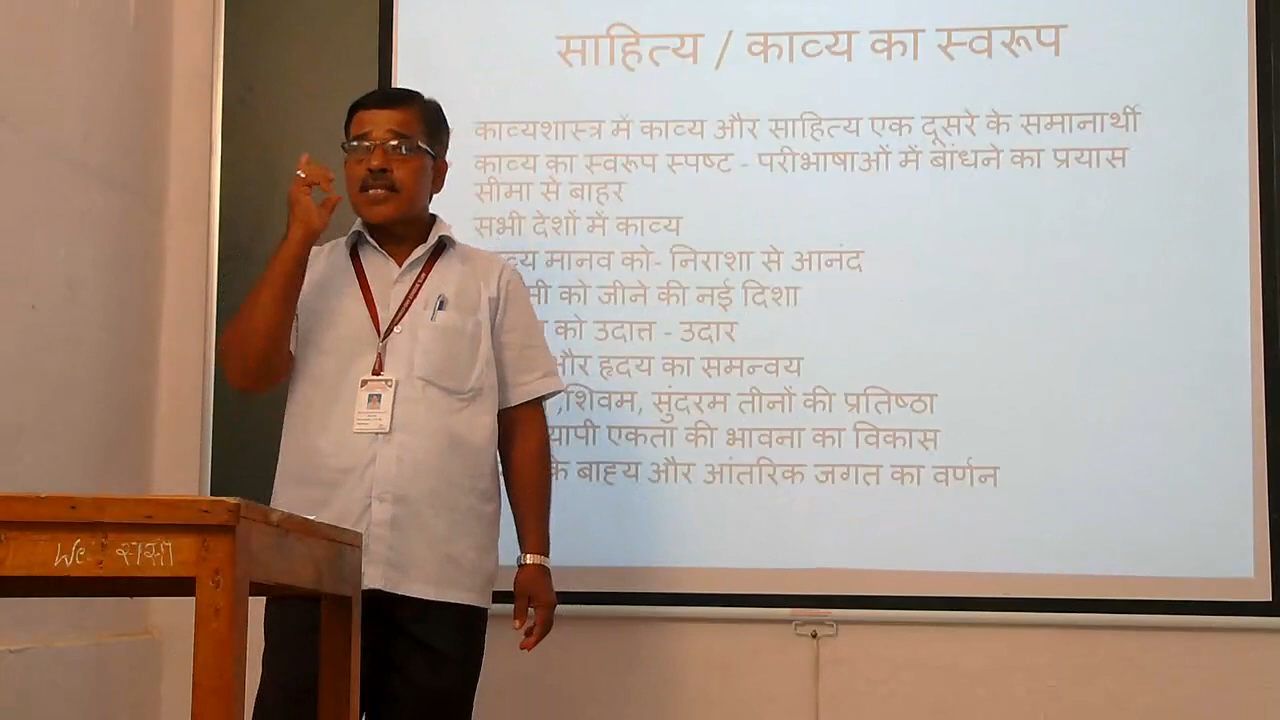 साहित्य / काव्य का स्वरूप
काव्यशास्त्र में काव्य और साहित्य एक दूसरे के समानार्थी
काव्य का स्वरूप स्पष्ट - परीभाषाओं में बांधने का प्रयास
सीमा से बाहर
सभी देशों में काव्य
मानव को- निराशा से आनंद
को जीने की नई दिशा
को उदात्त - उदार
और हृदय का समन्वय
,शिवम, सुंदरम तीनों की प्रतिष्ठा
एकता की भावना का विकास
के बाह्य और आंतरिक जगत का वर्णन
We